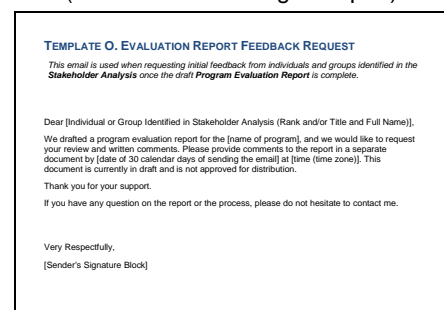 TEMPLATE O. EVALUATION REPORT FEEDBACK REQUEST
This email is used when requesting initial feedback from individuals and groups identified in the
Stakeholder Analysis once the draft Program Evaluation Report is complete.
Dear [Individual or Group Identified in Stakeholder Analysis (Rank and/or Title and Full Name)],
We drafted a program evaluation report for the [name of program], and we would like to request
your review and written comments. Please provide comments to the report in a separate
document by [date of 30 calendar days of sending the email] at [time (time zone)]. This
document is currently in draft and is not approved for distribution.
Thank you for your support.
If you have any question on the report or the process, please do not hesitate to contact me.
Very Respectfully,
[Sender's Signature Block]